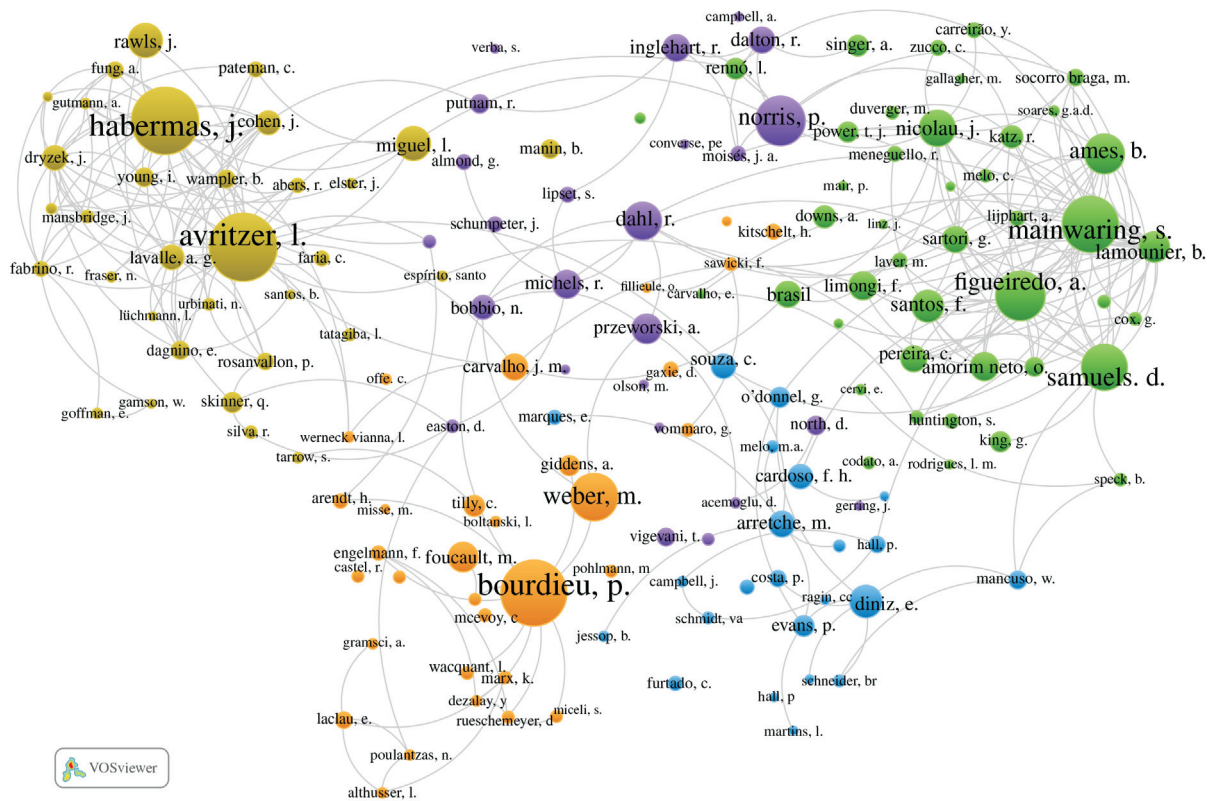 campbell, a.
rawls, j.
verba, s.
inglehart, r.
dalton, r.
singer, a.
carreirão, y.
zucco, c.
fung, a.
pateman, c.
rennó, l.
gallagher, m.
socorro braga, m.
gutmann, a.
putnam, r.
habermas, j.
cohen, j.
norris, p.
duverger, m.
soares, g.a.d.
power, t. j.
nicolau, j.
katz, r.
miguel, l.
manin, b.
converse, pe
moisés, j. a.
meneguello, r.
ames, b.
dryzek, j.
almond, g.
young, i.
wampler, b.
abers, r.
elster, j.
lipset, s.
mair, p.
melo, c.
mansbridge, j.
schumpeter, j.
dahl, r.
downs, a.
linz, j.
lijphart, a.
mainwaring, s.
avritzer, l.
kitschelt, h.
sartori, g.
lamounier, b.
lavalle, a. g.
faria, c.
fabrino, r.
fraser, n.
espírito, santo
sawicki, f.
laver, m.
santos, b.
michels, r.
fillieule, o.
carvalho, e.
brasil
limongi, f.
figueiredo, a.
urbinati, n.
bobbio, n.
santos, f.
lüchmann, l.
tatagiba, l.
przeworski, a.
cox, g.
dagnino, e.
rosanvallon, p.
carvalho, j. m.
souza, c.
pereira, c.
amorim neto, o.
samuels. d.
offe. c.
gaxie, d.
olson, m.
cervi, e.
goffnan, e.
gamson, w.
skinner, q.
o'donnel, g.
marques, e.
huntington, s.
silva, r.
werneck vianna, l.
easton, d.
vommaro, g.
north, d.
king, g.
tarrow, s.
melo, m.a.
giddens, a.
codato, a.
rodrigues, l. m.
cardoso, f. h.
speck, b.
arendt, h.
misse, m.
tilly, c.
weber, m.
acemoglu, d.
gerring, j.
boltanski, l.
arretche, m.
vigevani, t.
hall, p.
engelmann, f.
castel, r.
foucault, m.
pohlmann, m
bourdieu, p.
campbell, j.
costa, p.
mancuso, w.
ragin, cc
diniz, e.
mcevoy, c
schmidt, va
evans, p.
gramsci, a.
jessop, b.
wacquant, l.
marx, k.
furtado, c.
schneider, br
hall, p
dezalay, y
laclau, e.
rueschemeyer, d
miceli, s.
martins, l.
poulantzas, n.
VOSviewer
althusser, l.